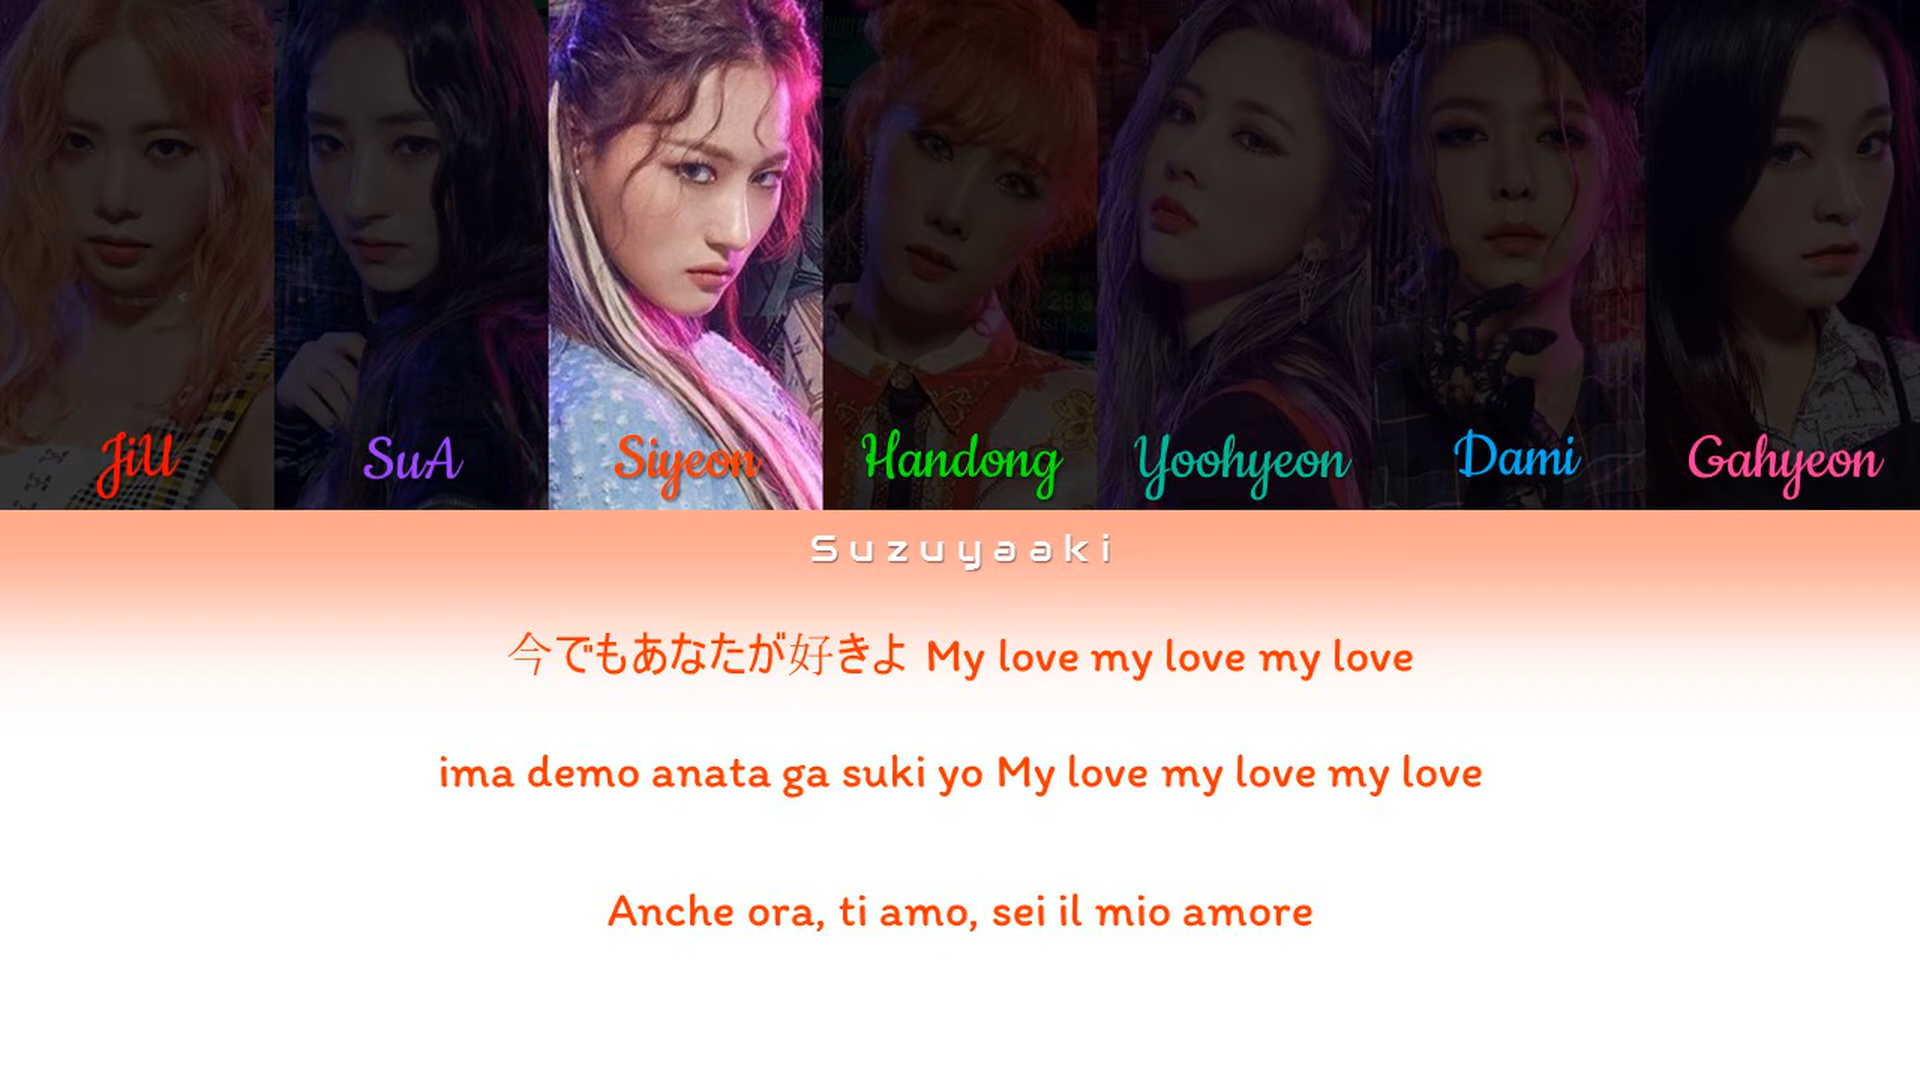 JiU SuA Siyeon Handong Yoohyeon Dami Gahyeon
Suzuyaaki
今でもあなたが好きよ My love my love my love
ima demo anata ga suki yo My love my love my love
Anche ora, ti amo, sei il mio amore